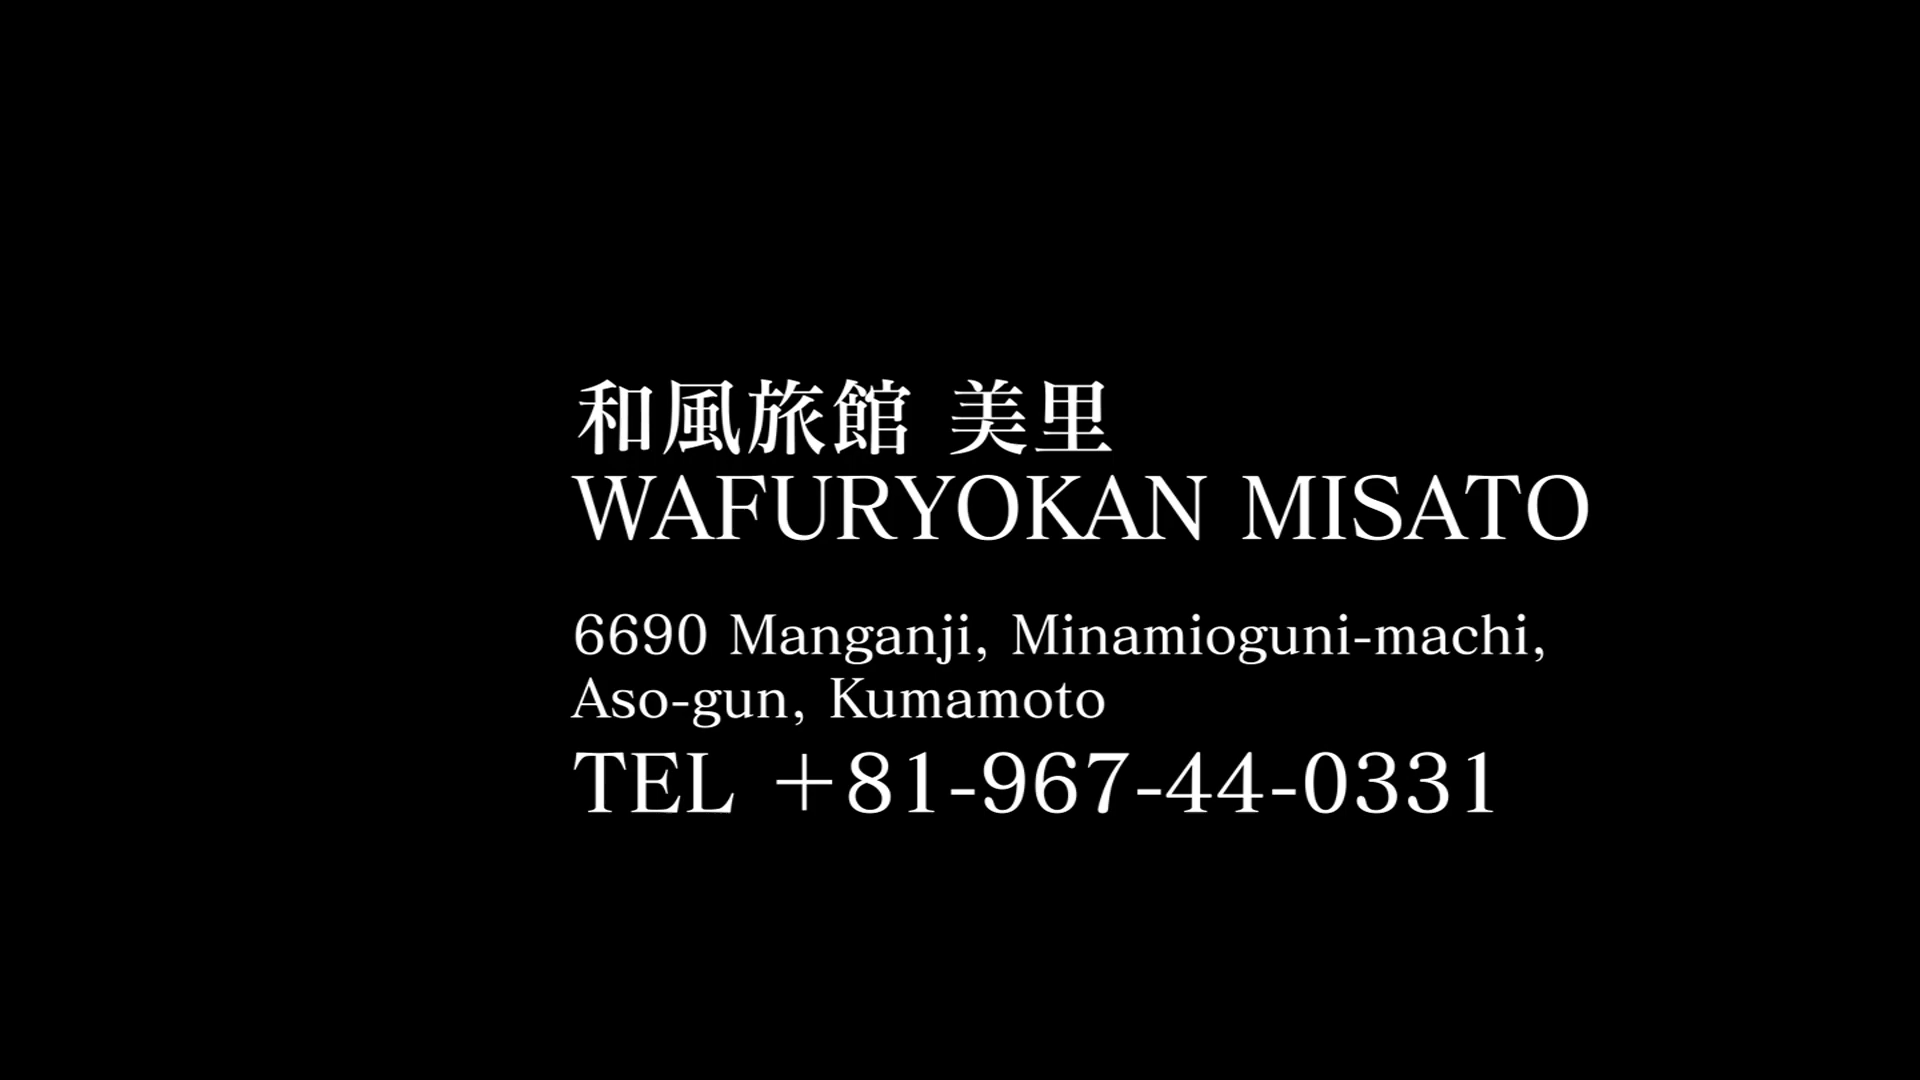 和風旅館 美里
WAFURYOKAN MISATO
6690 Manganji, Minamioguni-machi,
Aso-gun, Kumamoto
TEL +81-967-44-0331